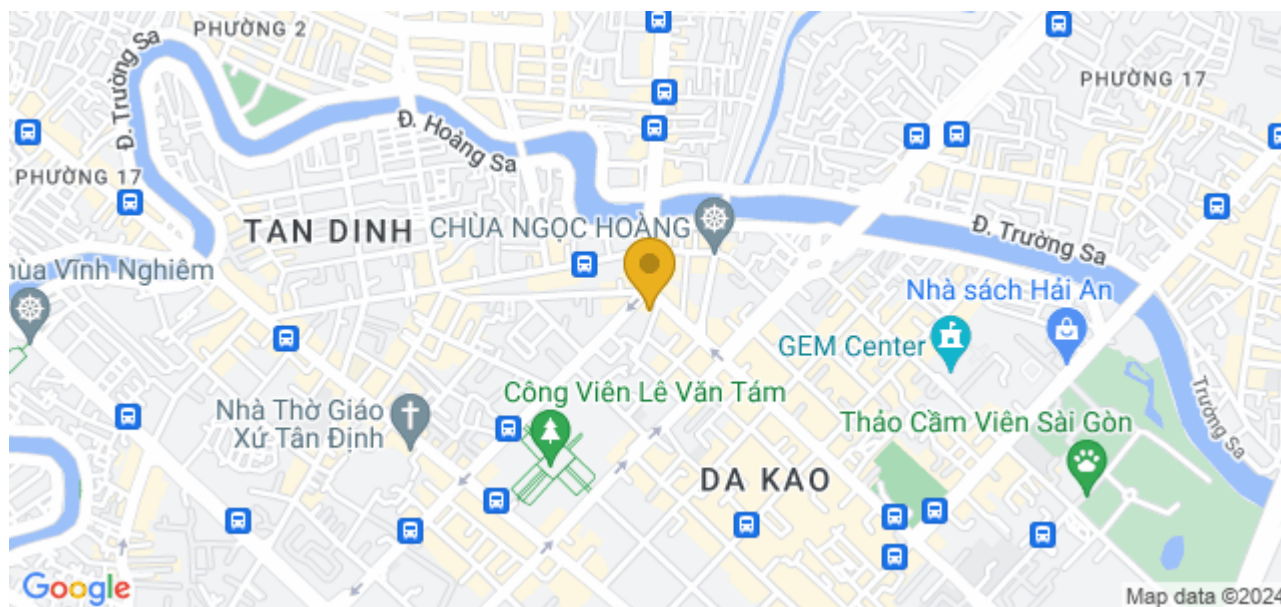 PHƯỜNG 2
Đ. Trường Sa
PHƯỜNG 17
Đ. Hoàng Sa
PHƯỜNG 17
TAN DINH
CHÙA NGỌC HOÀNG
Đ. Trường Sa
hùa Vĩnh Nghiêm
Nhà sách Hải An
GEM Center
Công Viên Lê Văn Tám
Trường Sa
Nhà Thờ Giáo
Xứ Tân Định
Thảo Cầm Viên Sài Gòn
DA KAO
Google
Map data ©2024